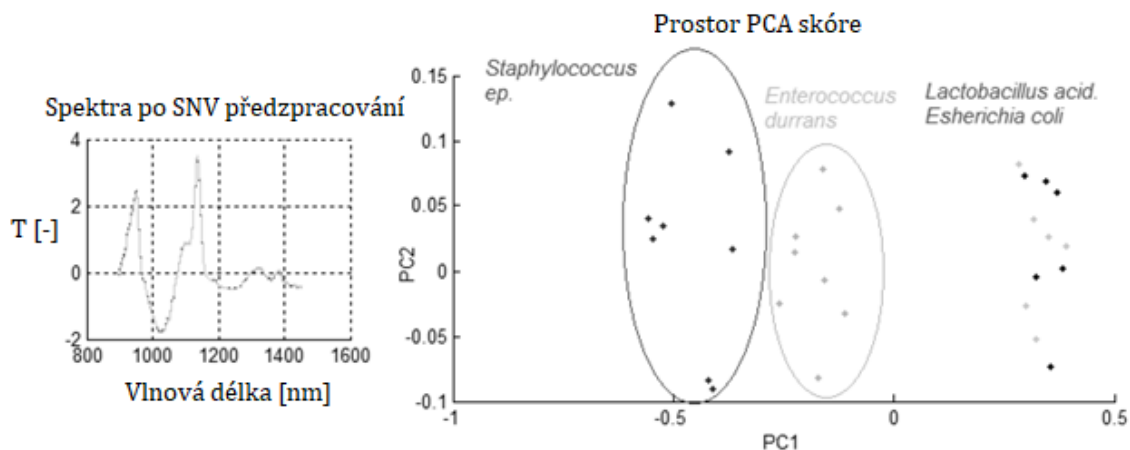 Prostor PCA skóre
Spektra po SNV předzpracování
4
2
0
-2
800
1000
1200
1400
1600
T [-]
Vlnová délka [nm]
Staphylococcus
ep.
Enterococcus
durrans
Lactobacillus acid.
Esherichia coli
0.15
0.1
0.05
0
-0.05
-0.1
PC2
-1
-0.5
0
0.5
PC1